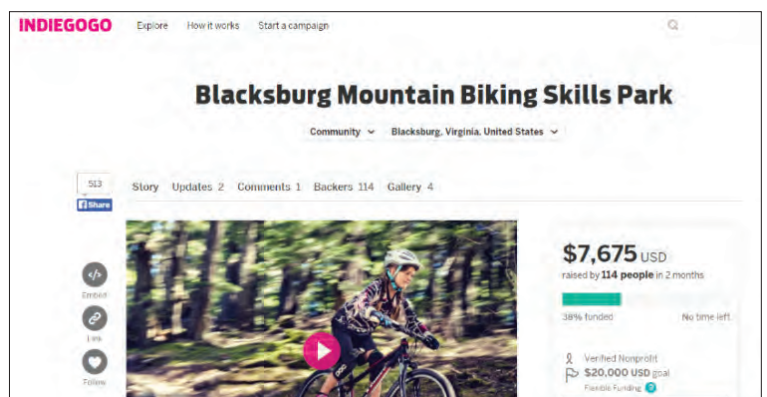 INDIEGOGO Explore How it works Start a campaign
Blacksburg Mountain Biking Skills Park
Community Blacksburg, Virginia, United States
513
Share
Story Updates 2 Comments 1 Backers 114 Gallery 4
Embed
Link
Follow
$7,675 USD
raised by 114 people in 2 months
38% funded No time left
Verified Nonprofit
$20,000 USD goal
Flexible Funding ?